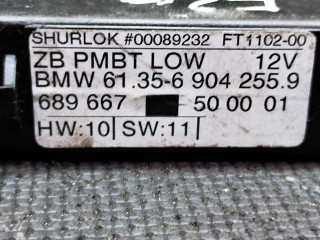 SHURLOK #00089232 FT1102-00
ZB PMBT LOW 12V
BMW 61.35-6 904 255.9
689 667 50 00 01
HW:10 SW:11